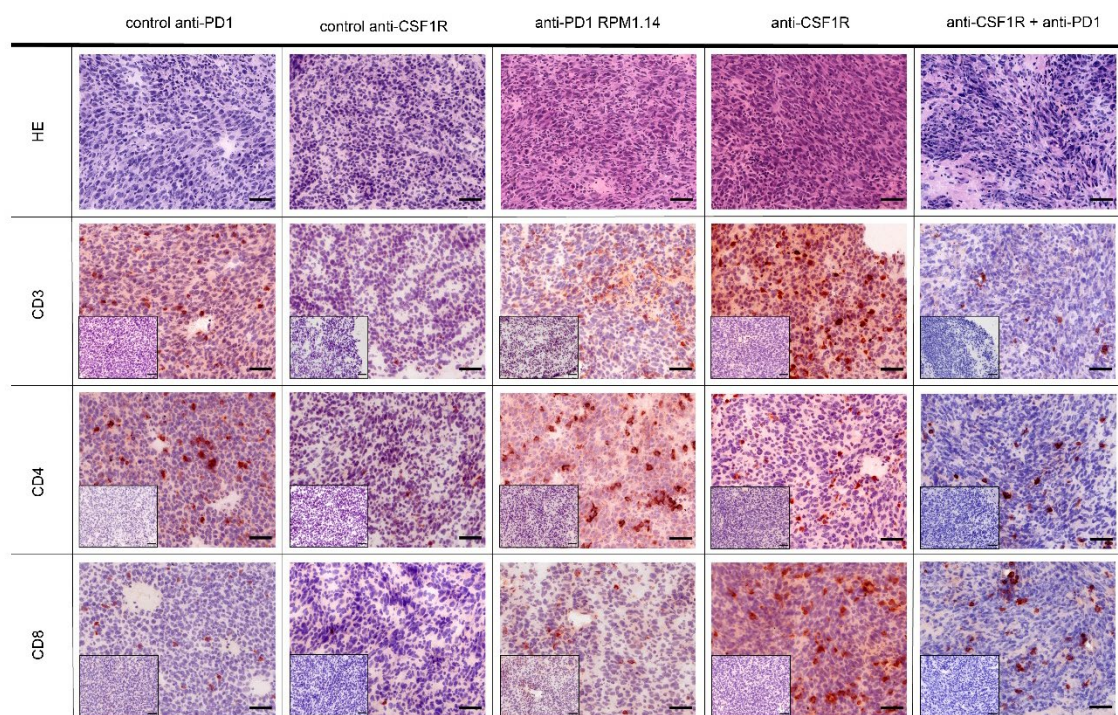 control anti-PD1 control anti-CSF1R anti-PD1 RPM1.14 anti-CSF1R anti-CSF1R + anti-PD1
HE
CD3
CD4
CD8